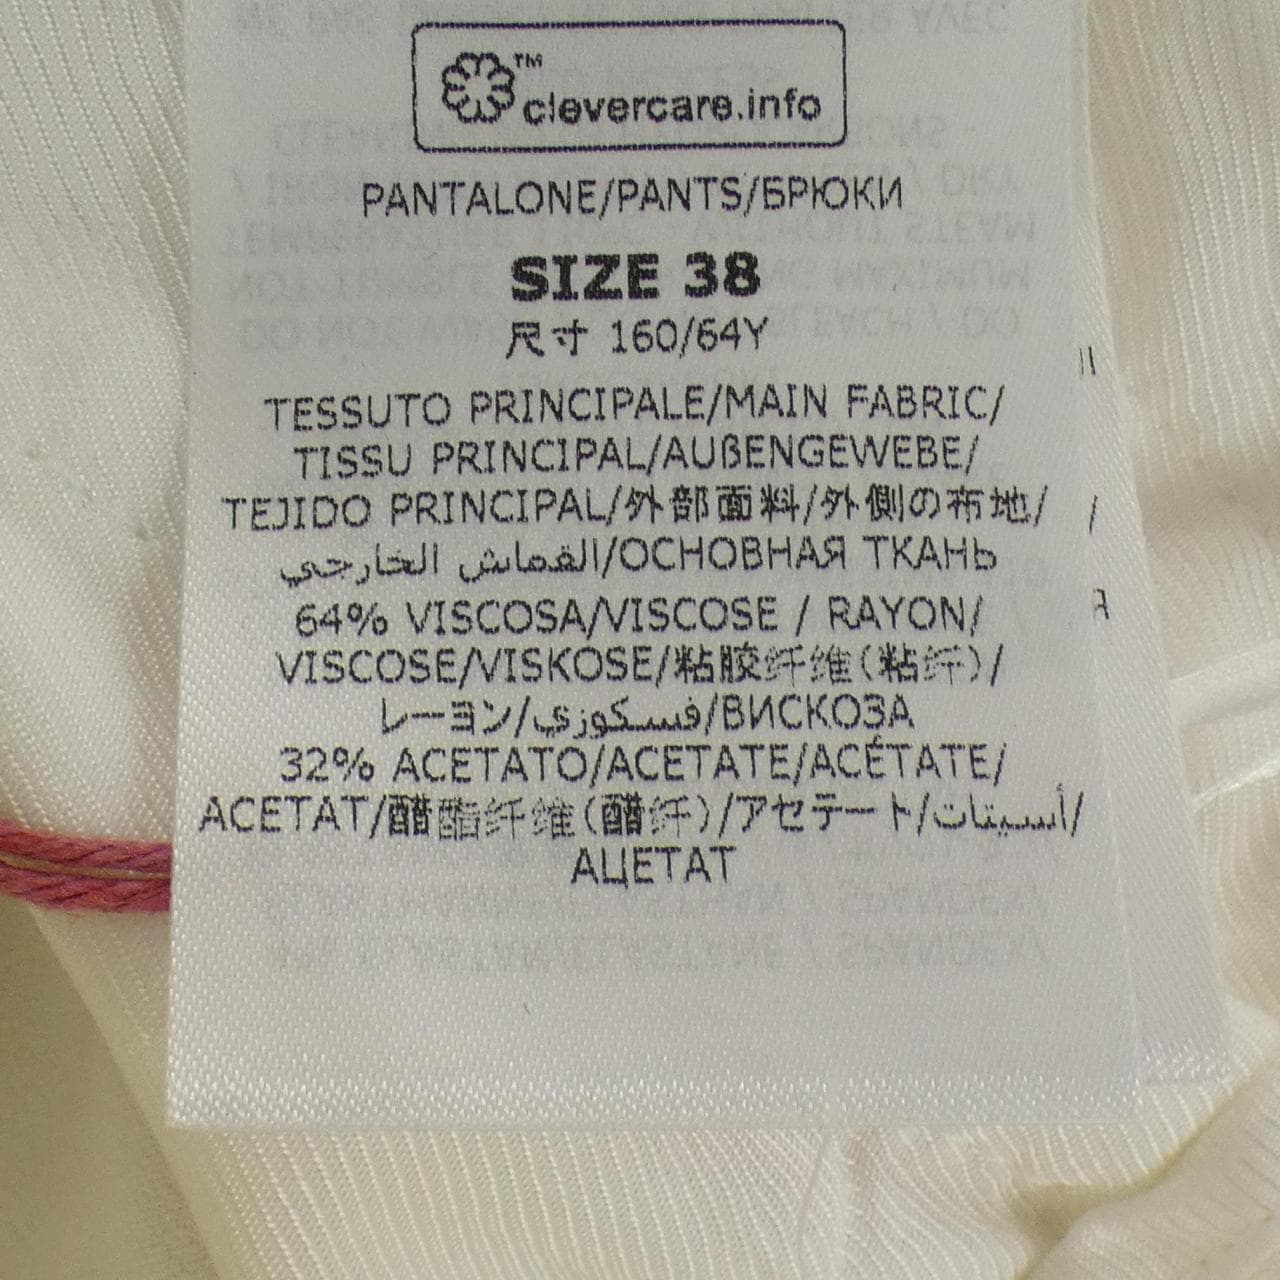 ™
clevercare.info
PANTALONE/PANTS/БРЮКИ
SIZE 38
尺寸 160/64Y
TESSUTO PRINCIPALE/MAIN FABRIC/
TISSU PRINCIPAL/AUßENGEWEBE/
TEJIDO PRINCIPAL/外部面料/外側の布地/
القماش الخارجي/ОСНОВНАЯ ТКАНЬ
64% VISCOSA/VISCOSE / RAYON/
VISCOSE/VISKOSE/粘胶纤维(粘纤)/
レーヨン/فسكوزي/ВИСКОЗА
32% ACETATO/ACETATE/ACÉTATE/
ACETAT/醋酯纤维(醋纤)/アセテート/أسيتات/
АЦЕТАТ